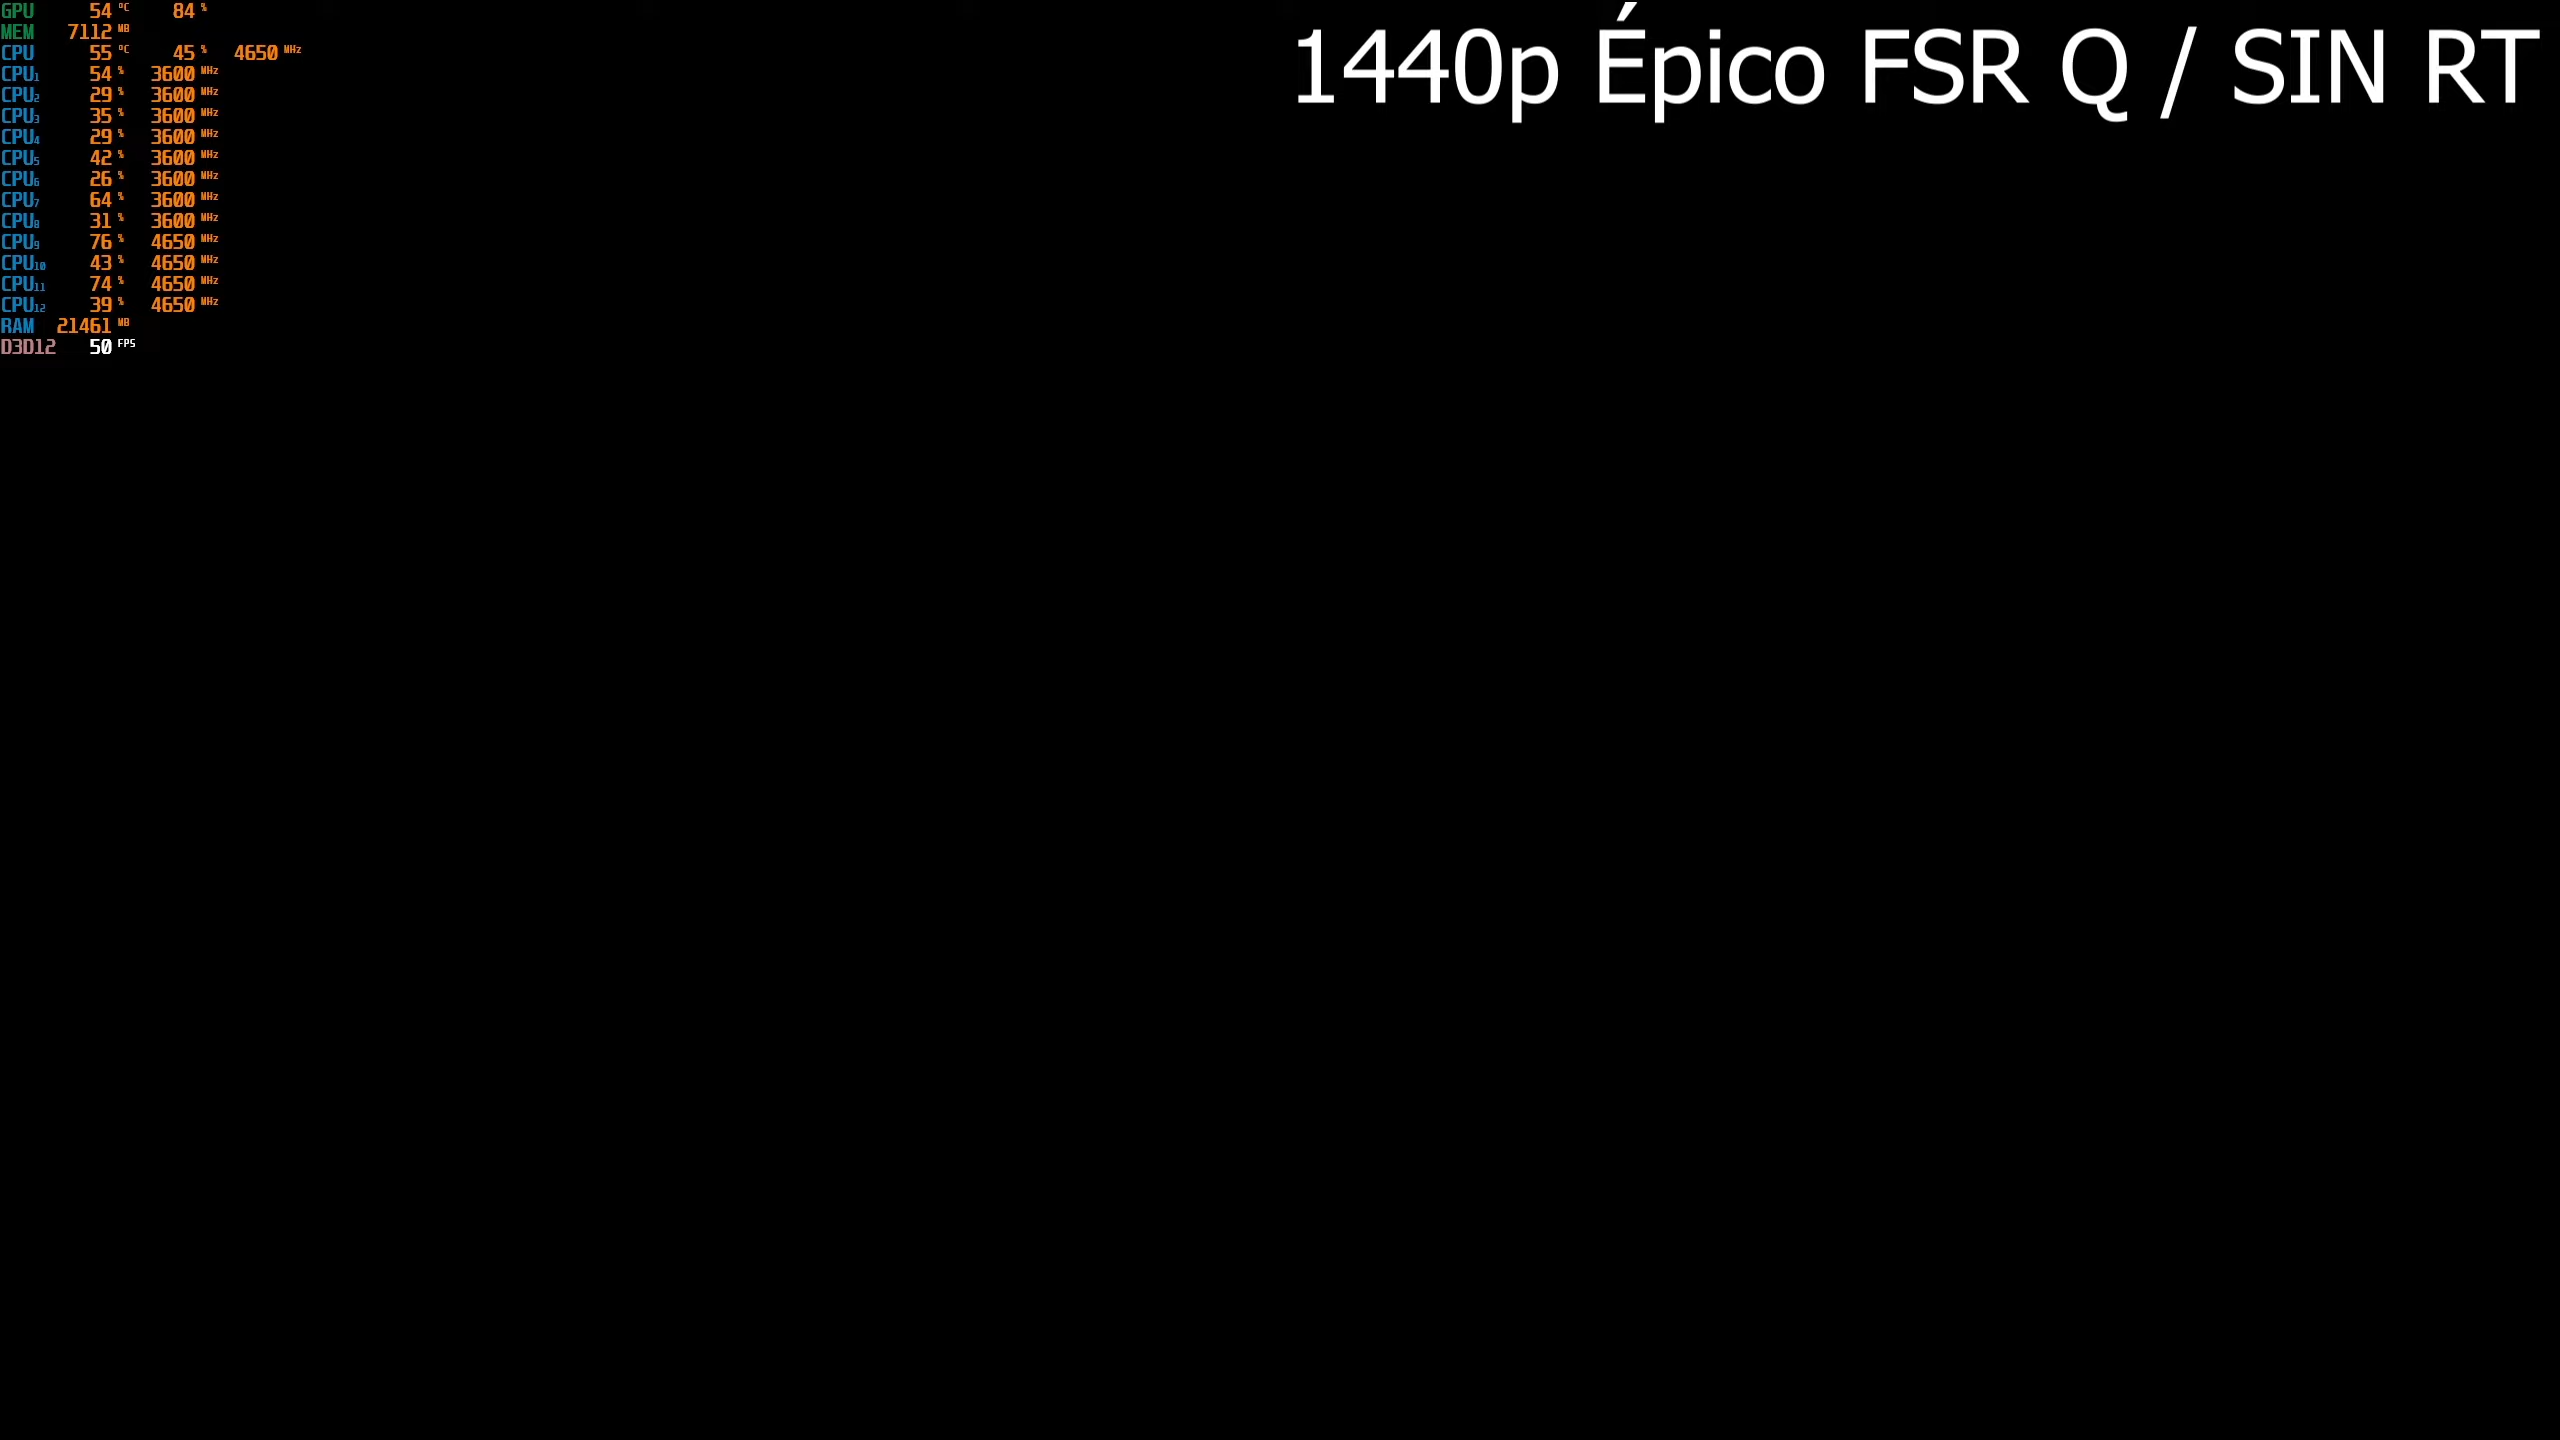 GPU 54 °C 84 %
MEM 7112 MB
CPU 55 °C 45 % 4650 MHz
CPU1 54 % 3600 MHz
CPU2 29 % 3600 MHz
CPU3 35 % 3600 MHz
CPU4 29 % 3600 MHz
CPU5 42 % 3600 MHz
CPU6 26 % 3600 MHz
CPU7 64 % 3600 MHz
CPU8 31 % 3600 MHz
CPU9 76 % 4650 MHz
CPU10 43 % 4650 MHz
CPU11 74 % 4650 MHz
CPU12 39 % 4650 MHz
RAM 21461 MB
D3D12 50 FPS
1440p Épico FSR Q / SIN RT